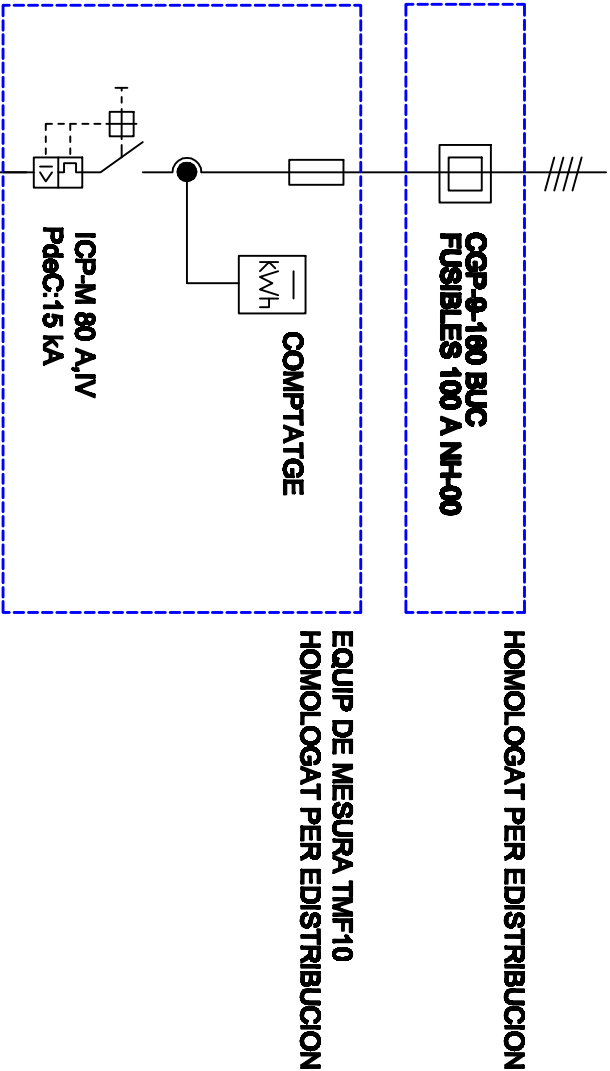 CGP-9-160 BUC
FUSIBLES 100 A NH-00
HOMOLOGAT PER EDISTRIBUCION
kWh
COMPTATGE
EQUIP DE MESURA TMF10
HOMOLOGAT PER EDISTRIBUCION
I>
ICP-M 80 A,IV
PdeC:15 kA